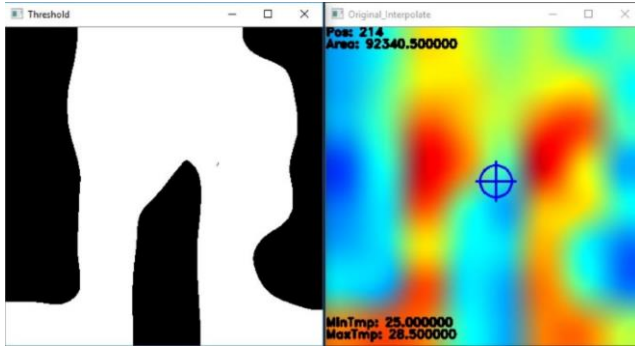 Threshold
Original_Interpolate
Pos: 214
Area: 92340.500000
MinTmp: 25.000000
MaxTmp: 28.500000